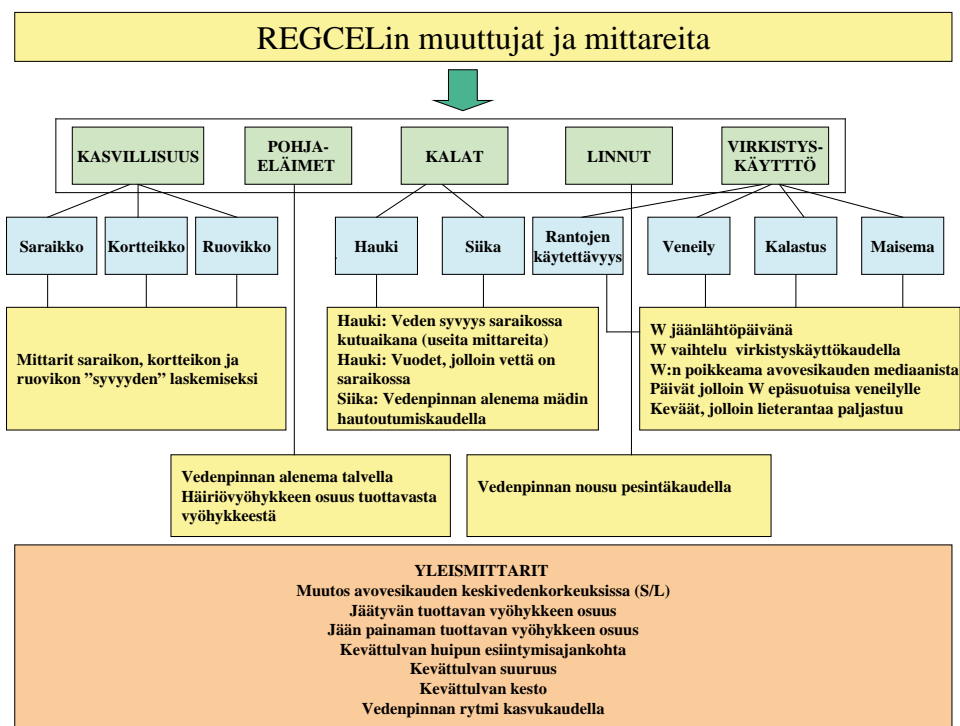 REGCELin muuttujat ja mittareita
KASVILLISUUS
POHJA-
ELÄIMET
KALAT
LINNUT
VIRKISTYS-
KÄYTTTÖ
Saraikko
Kortteikko
Ruovikko
Hauki
Siika
Rantojen
käytettävyys
Veneily
Kalastus
Maisema
Mittarit saraikon, kortteikon ja
ruovikon ”syvyyden” laskemiseksi
Hauki: Veden syvyys saraikossa
kutuaikana (useita mittareita)
Hauki: Vuodet, jolloin vettä on
saraikossa
Siika: Vedenpinnan alenema mädin
hautoutumiskaudella
W jäänlähtöpäivänä
W vaihtelu virkistyskäyttökaudella
W:n poikkeama avovesikauden mediaanista
Päivät jolloin W epäsuotuisa veneilylle
Keväät, jolloin lieterantaa paljastuu
Vedenpinnan alenema talvella
Häiriövyöhykkeen osuus tuottavasta
vyöhykkeestä
Vedenpinnan nousu pesintäkaudella
YLEISMITTARIT
Muutos avovesikauden keskivedenkorkeuksissa (S/L)
Jäätyvän tuottavan vyöhykkeen osuus
Jään painaman tuottavan vyöhykkeen osuus
Kevättulvan huipun esiintymisajankohta
Kevättulvan suuruus
Kevättulvan kesto
Vedenpinnan rytmi kasvukaudella